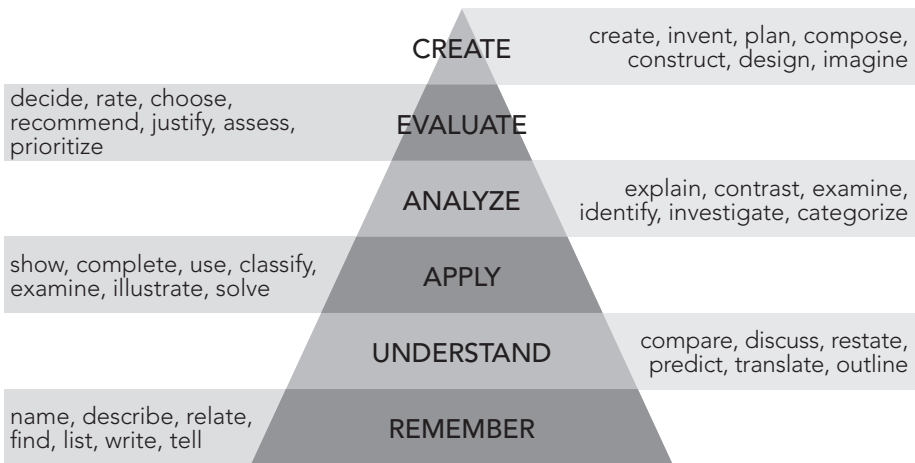 CREATE
create, invent, plan, compose,
construct, design, imagine
decide, rate, choose,
recommend, justify, assess,
prioritize
EVALUATE
ANALYZE
explain, contrast, examine,
identify, investigate, categorize
show, complete, use, classify,
examine, illustrate, solve
APPLY
UNDERSTAND
compare, discuss, restate,
predict, translate, outline
name, describe, relate,
find, list, write, tell
REMEMBER